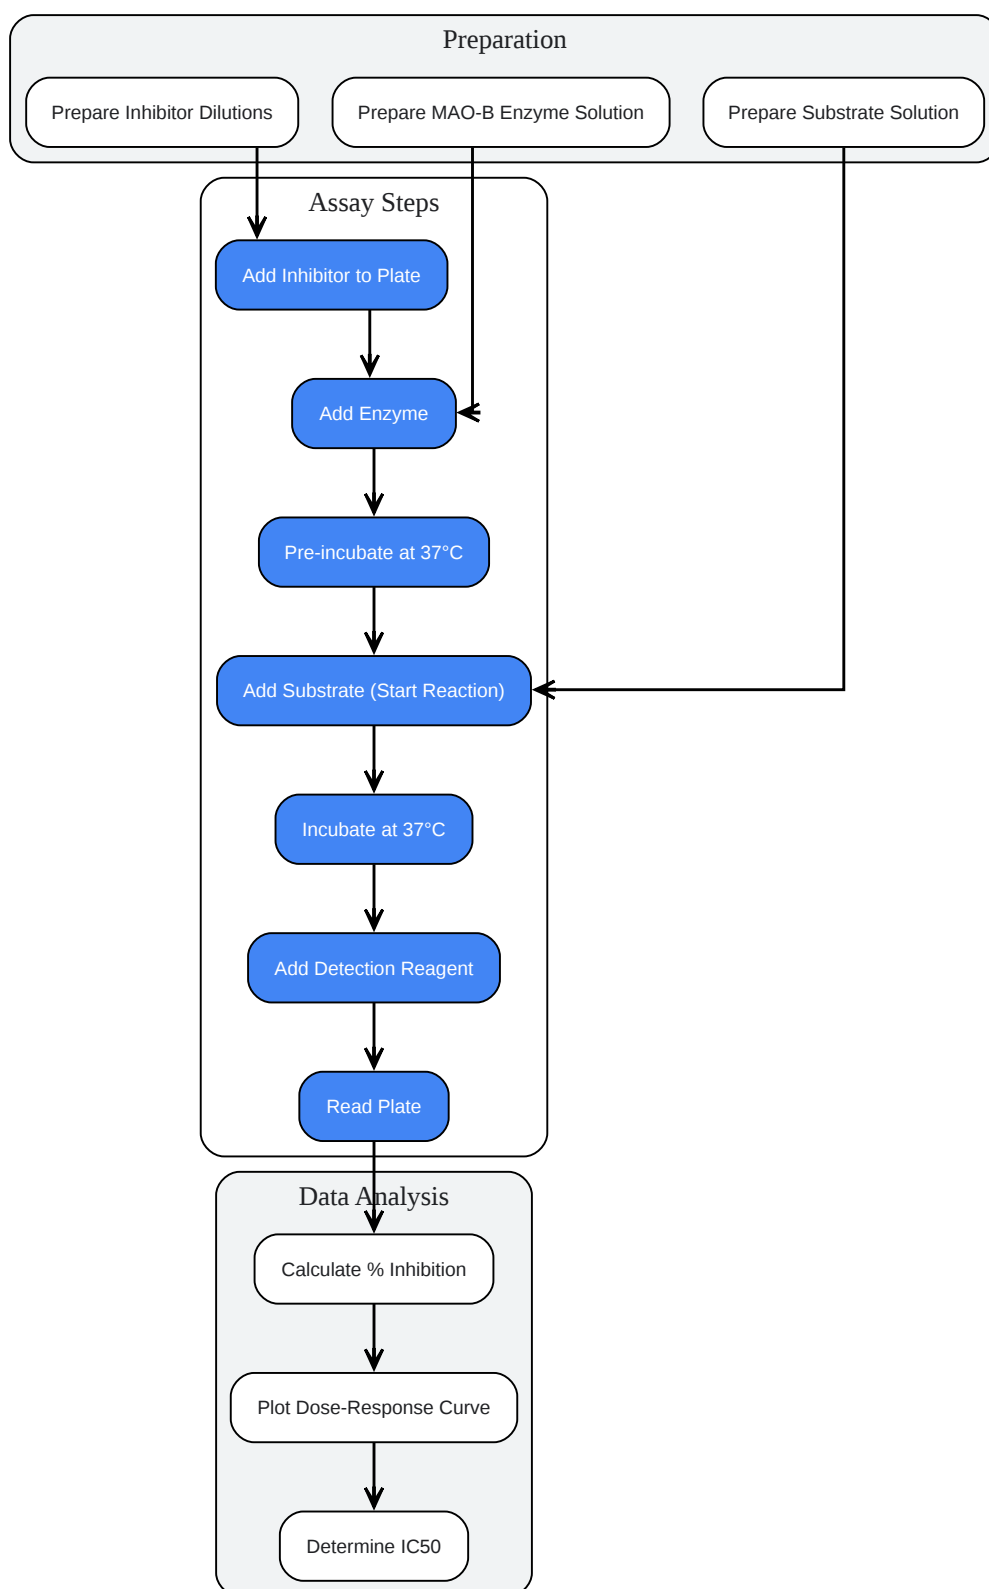 Preparation
Prepare Inhibitor Dilutions
Prepare MAO-B Enzyme Solution
Prepare Substrate Solution
Assay Steps
Add Inhibitor to Plate
Add Enzyme
Pre-incubate at 37°C
Add Substrate (Start Reaction)
Incubate at 37°C
Add Detection Reagent
Read Plate
Data Analysis
Calculate % Inhibition
Plot Dose-Response Curve
Determine IC50